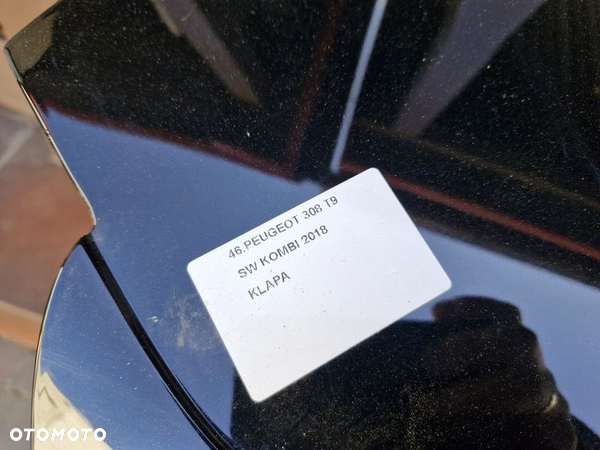 46.PEUGEOT 308 T9
SW KOMBI 2018
KLAPA
OTOMOTO